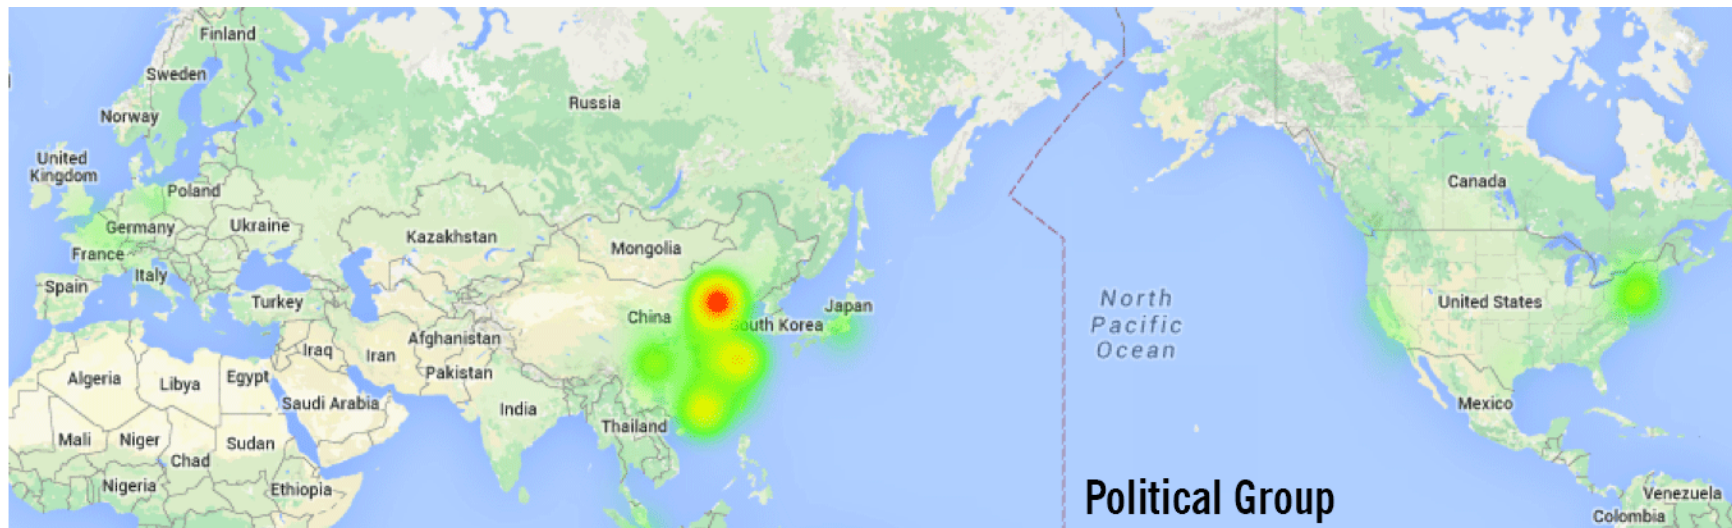 Finland
Sweden
Russia
Norway
United
Kingdom
Poland
Canada
Germany
Ukraine
Kazakhstan
Mongolia
France
Italy
Spain
Turkey
China
South Korea
Japan
North
Pacific
Ocean
United States
Afghanistan
Iraq
Iran
Pakistan
Algeria
Libya
Egypt
Saudi Arabia
India
Thailand
Mexico
Mali
Niger
Sudan
Chad
Nigeria
Ethiopia
Political Group
Venezuela
Colombia